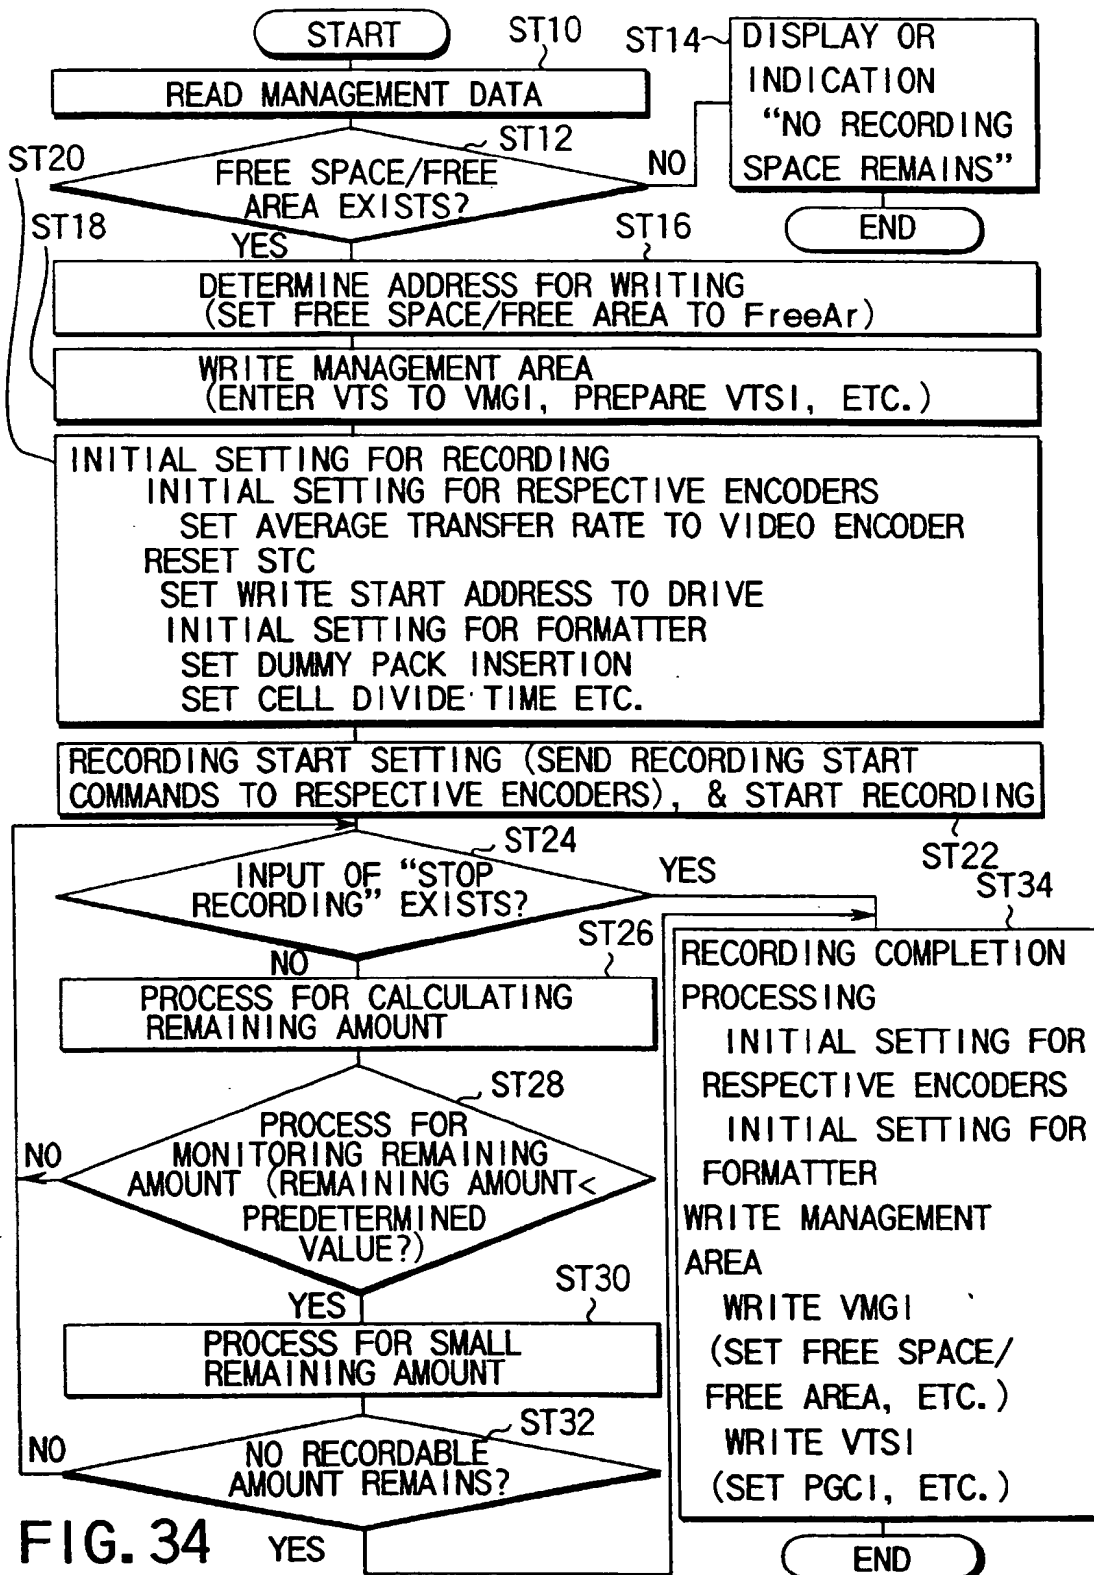 START
ST10
READ MANAGEMENT DATA
ST12
FREE SPACE/FREE
AREA EXISTS?
NO
ST14
DISPLAY OR
INDICATION
“NO RECORDING
SPACE REMAINS”
END
ST20
ST18
YES
ST16
DETERMINE ADDRESS FOR WRITING
(SET FREE SPACE/FREE AREA TO FreeAr)
WRITE MANAGEMENT AREA
(ENTER VTS TO VMGI, PREPARE VTSI, ETC.)
INITIAL SETTING FOR RECORDING
INITIAL SETTING FOR RESPECTIVE ENCODERS
SET AVERAGE TRANSFER RATE TO VIDEO ENCODER
RESET STC
SET WRITE START ADDRESS TO DRIVE
INITIAL SETTING FOR FORMATTER
SET DUMMY PACK INSERTION
SET CELL DIVIDE TIME ETC.
RECORDING START SETTING (SEND RECORDING START
COMMANDS TO RESPECTIVE ENCODERS), & START RECORDING
ST22
ST24
INPUT OF “STOP
RECORDING” EXISTS?
YES
NO
ST26
PROCESS FOR CALCULATING
REMAINING AMOUNT
ST28
PROCESS FOR
MONITORING REMAINING
AMOUNT (REMAINING AMOUNT<
PREDETERMINED
VALUE?)
NO
YES
ST30
PROCESS FOR SMALL
REMAINING AMOUNT
ST32
NO RECORDABLE
AMOUNT REMAINS?
NO
YES
ST34
RECORDING COMPLETION
PROCESSING
INITIAL SETTING FOR
RESPECTIVE ENCODERS
INITIAL SETTING FOR
FORMATTER
WRITE MANAGEMENT
AREA
WRITE VMGI
(SET FREE SPACE/
FREE AREA, ETC.)
WRITE VTSI
(SET PGCI, ETC.)
END
FIG. 34